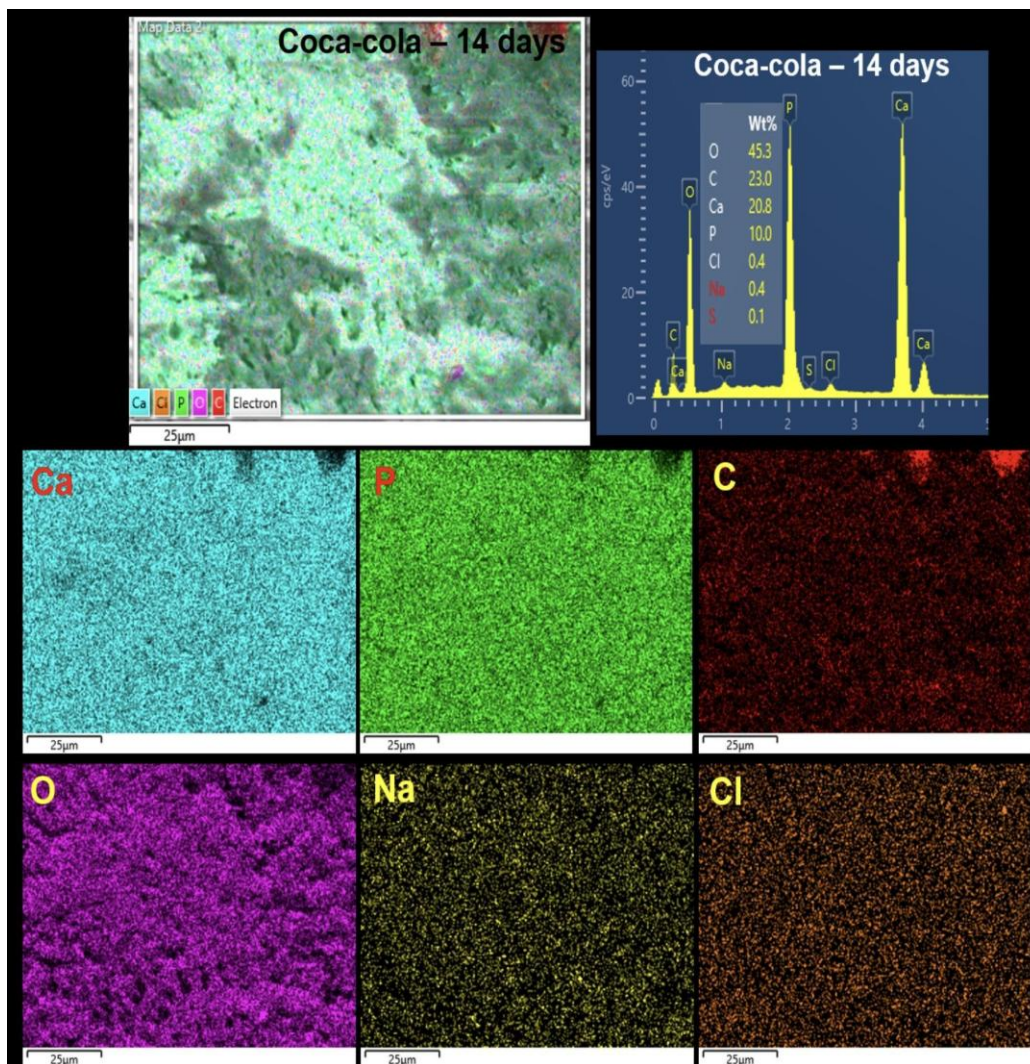 Map Data 2
Coca-cola – 14 days
Ca Cl P O C Electron
25µm
Coca-cola – 14 days
cps/eV
60
40
20
0
Wt%
O 45.3
C 23.0
Ca 20.8
P 10.0
Cl 0.4
Na 0.4
S 0.1
C
Ca
O
Na
P
S
Cl
Ca
Ca
0 1 2 3 4 5
Ca
25µm
P
25µm
C
25µm
O
25µm
Na
25µm
Cl
25µm